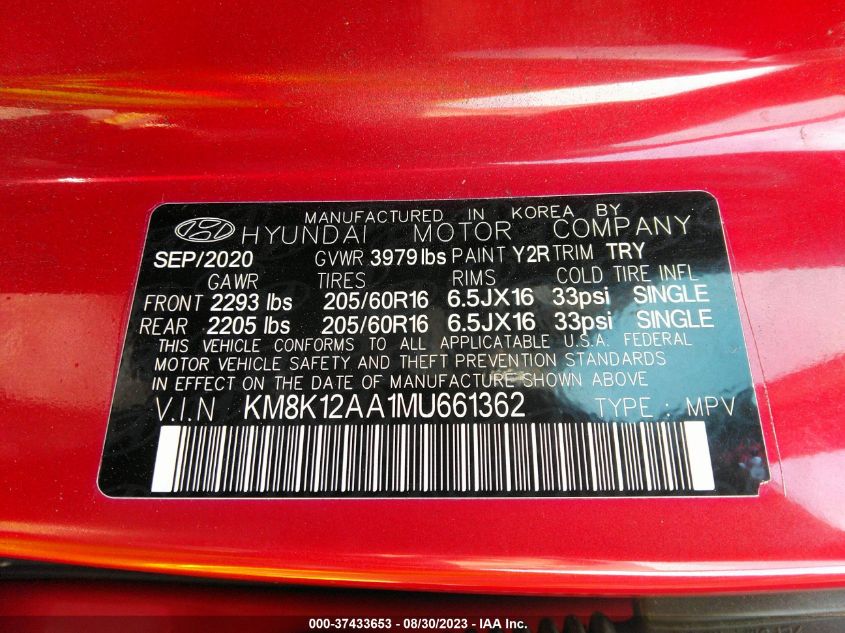 MANUFACTURED IN KOREA BY
HYUNDAI MOTOR COMPANY
SEP/2020 GVWR 3979 lbs PAINT Y2R TRIM TRY
GAWR TIRES RIMS COLD TIRE INFL
FRONT 2293 lbs 205/60R16 6.5JX16 33psi SINGLE
REAR 2205 lbs 205/60R16 6.5JX16 33psi SINGLE
THIS VEHICLE CONFORMS TO ALL APPLICATABLE U.S.A. FEDERAL
MOTOR VEHICLE SAFETY AND THEFT PREVENTION STANDARDS
IN EFFECT ON THE DATE OF MANUFACTURE SHOWN ABOVE
V.I.N KM8K12AA1MU661362 TYPE : MPV
000-37433653 - 08/30/2023 - IAA Inc.